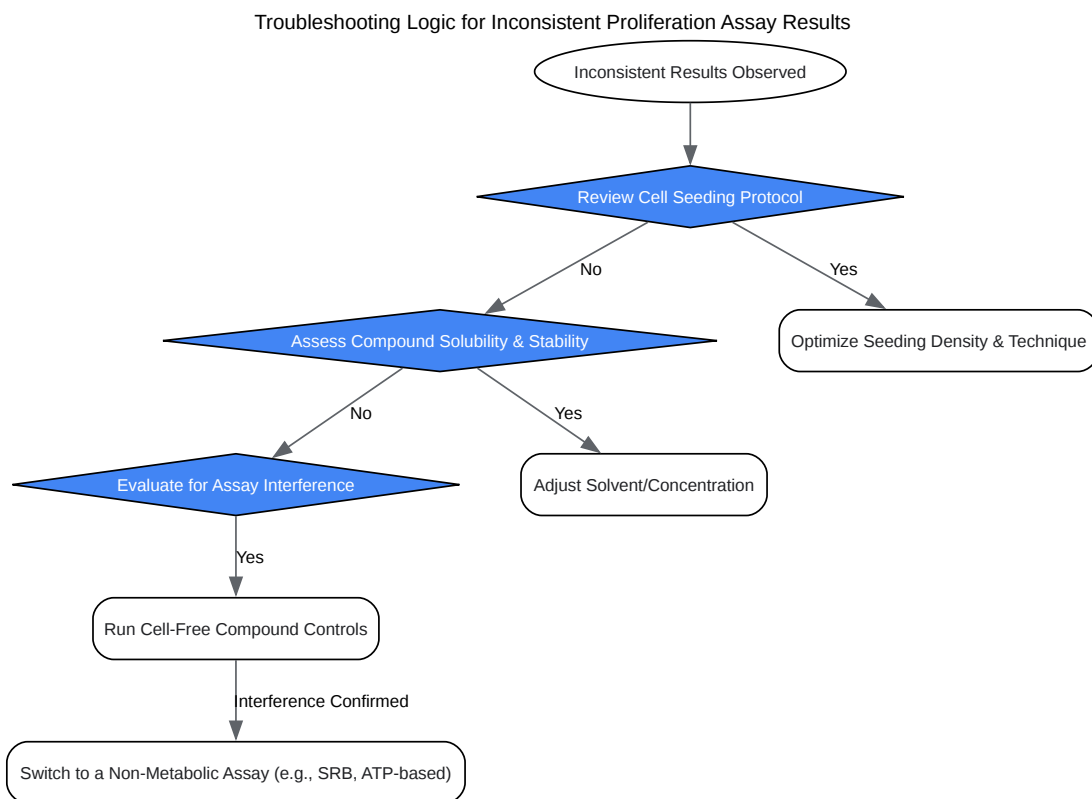 Troubleshooting Logic for Inconsistent Proliferation Assay Results
Inconsistent Results Observed
Review Cell Seeding Protocol
No
Yes
Assess Compound Solubility & Stability
Optimize Seeding Density & Technique
No
Yes
Evaluate for Assay Interference
Adjust Solvent/Concentration
Yes
Run Cell-Free Compound Controls
Interference Confirmed
Switch to a Non-Metabolic Assay (e.g., SRB, ATP-based)